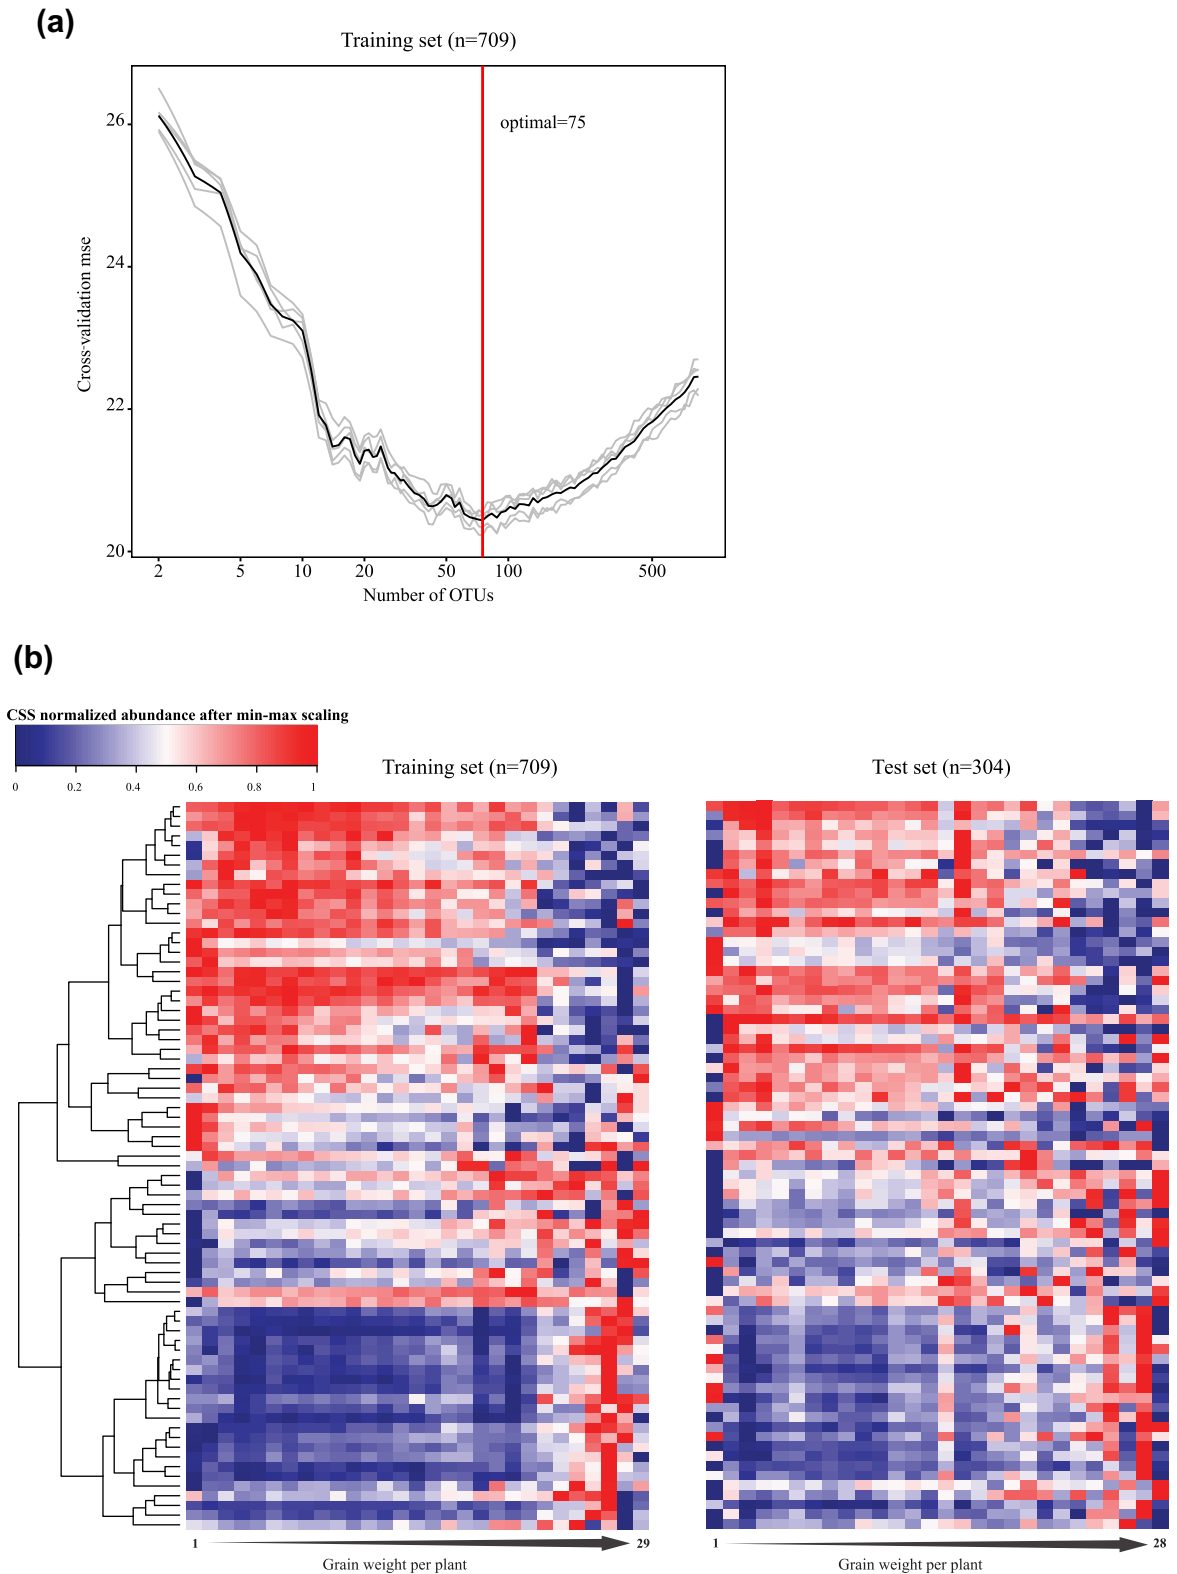 (a)
Training set (n=709)
26
24
22
20
Cross-validation mse
optimal=75
2 5 10 20 50 100 500
Number of OTUs
(b)
CSS normalized abundance after min-max scaling
0 0.2 0.4 0.6 0.8 1
Training set (n=709)
Test set (n=304)
1 29
Grain weight per plant
1 28
Grain weight per plant